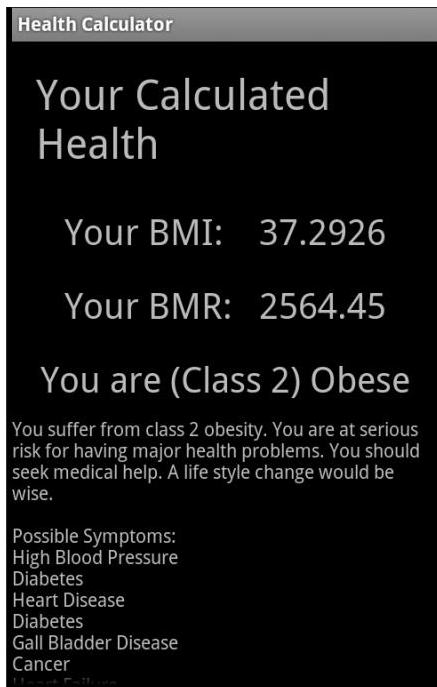 Health Calculator
Your Calculated
Health
Your BMI: 37.2926
Your BMR: 2564.45
You are (Class 2) Obese
You suffer from class 2 obesity. You are at serious
risk for having major health problems. You should
seek medical help. A life style change would be
wise.
Possible Symptoms:
High Blood Pressure
Diabetes
Heart Disease
Diabetes
Gall Bladder Disease
Cancer
Heart Failure